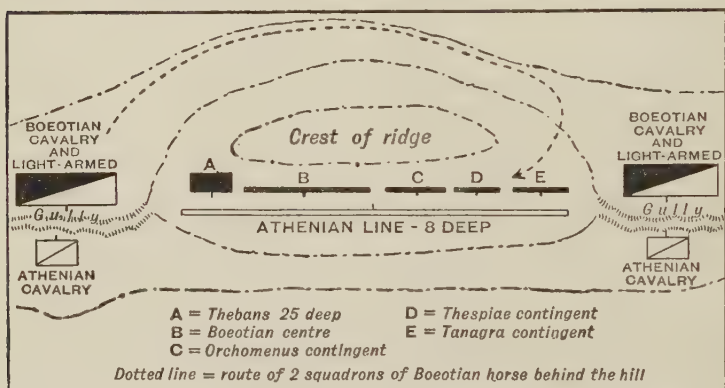 BOEOTIAN
CAVALRY
AND
LIGHT-ARMED
Gully
ATHENIAN
CAVALRY
Crest of ridge
A
B
C
D
E
ATHENIAN LINE - 8 DEEP
BOEOTIAN
CAVALRY
AND
LIGHT-ARMED
Gully
ATHENIAN
CAVALRY
A = Thebans 25 deep
B = Boeotian centre
C = Orchomenus contingent
D = Thespiae contingent
E = Tanagra contingent
Dotted line = route of 2 squadrons of Boeotian horse behind the hill